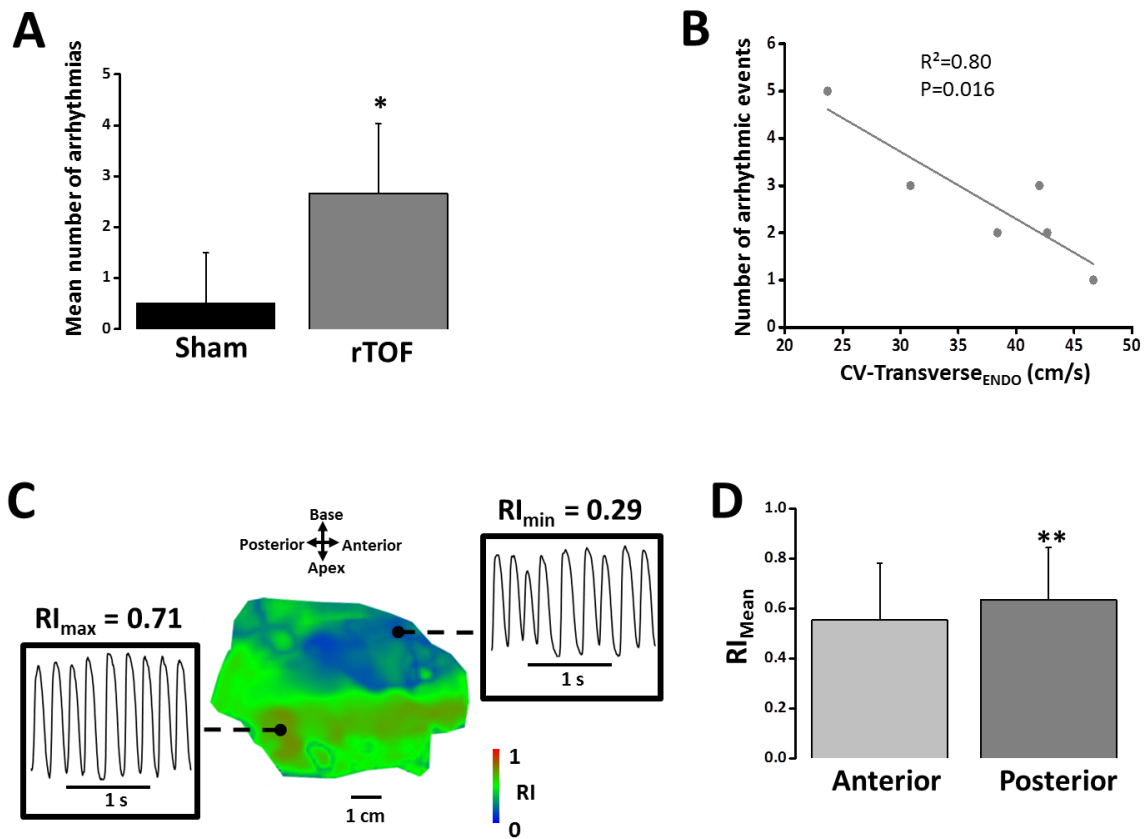 A
Mean number of arrhythmias
5
4
3
2
1
0
*
Sham
rTOF
B
Number of arrhythmic events
6
5
4
3
2
1
0
R²=0.80
P=0.016
20 25 30 35 40 45 50
CV-TransverseENDO (cm/s)
C
Base
Posterior Anterior
Apex
RImax = 0.71
1 s
RImin = 0.29
1 s
1
RI
0
1 cm
D
RIMean
1.0
0.8
0.6
0.4
0.2
0.0
**
Anterior
Posterior